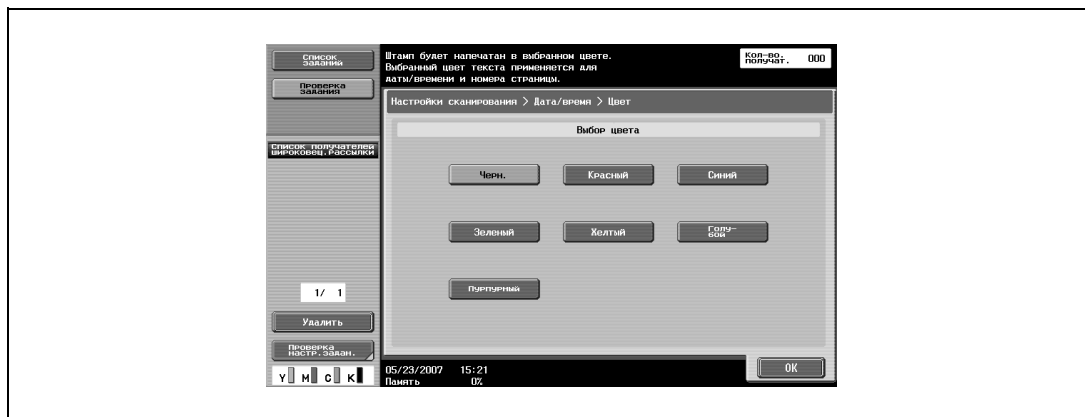 Список
заданий
Проверка
задания
Список получателей
широковещ.рассылки
1/ 1
Удалить
Проверка
настр.задан.
Y M C K
Штамп будет напечатан в выбранном цвете.
Выбранный цвет текста применяется для
даты/времени и номера страницы.
Кол-во.
получат. 000
Настройки сканирования > Дата/время > Цвет
Выбор цвета
Черн. Красный Синий
Зеленый Желтый Голу-
бой
Пурпурный
05/23/2007 15:21
Память 0%
OK